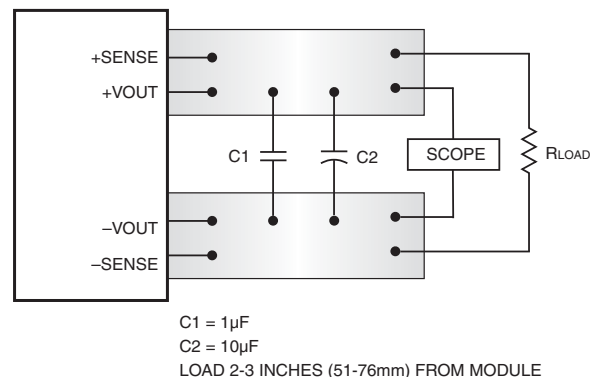 +SENSE
+VOUT
C1
C2
SCOPE
RLOAD
–VOUT
–SENSE
C1 = 1µF
C2 = 10µF
LOAD 2-3 INCHES (51-76mm) FROM MODULE